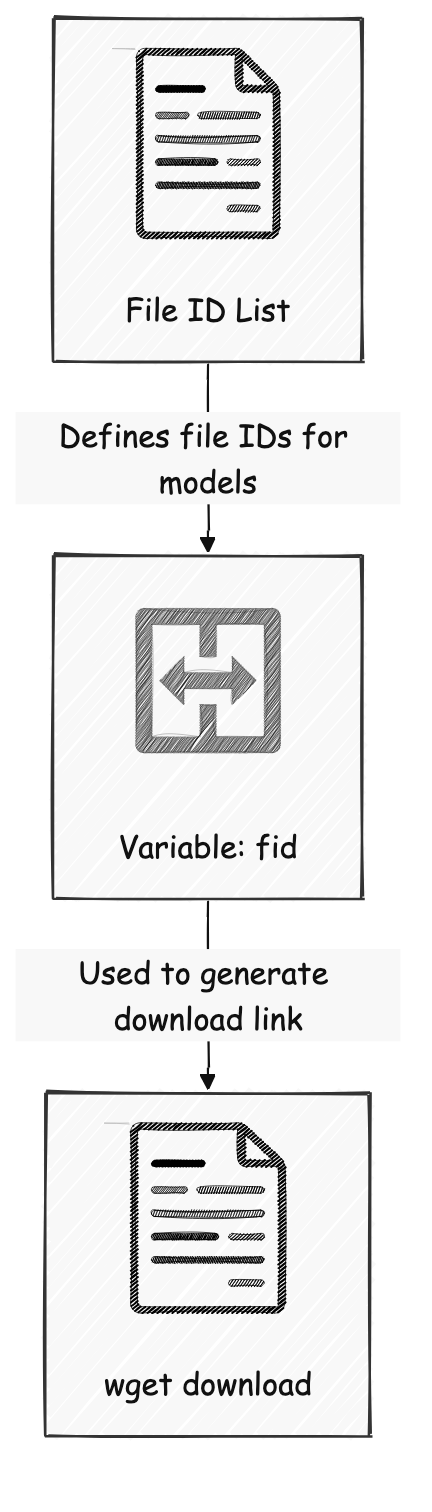 File ID List
Defines file IDs for
models
Variable: fid
Used to generate
download link
wget download